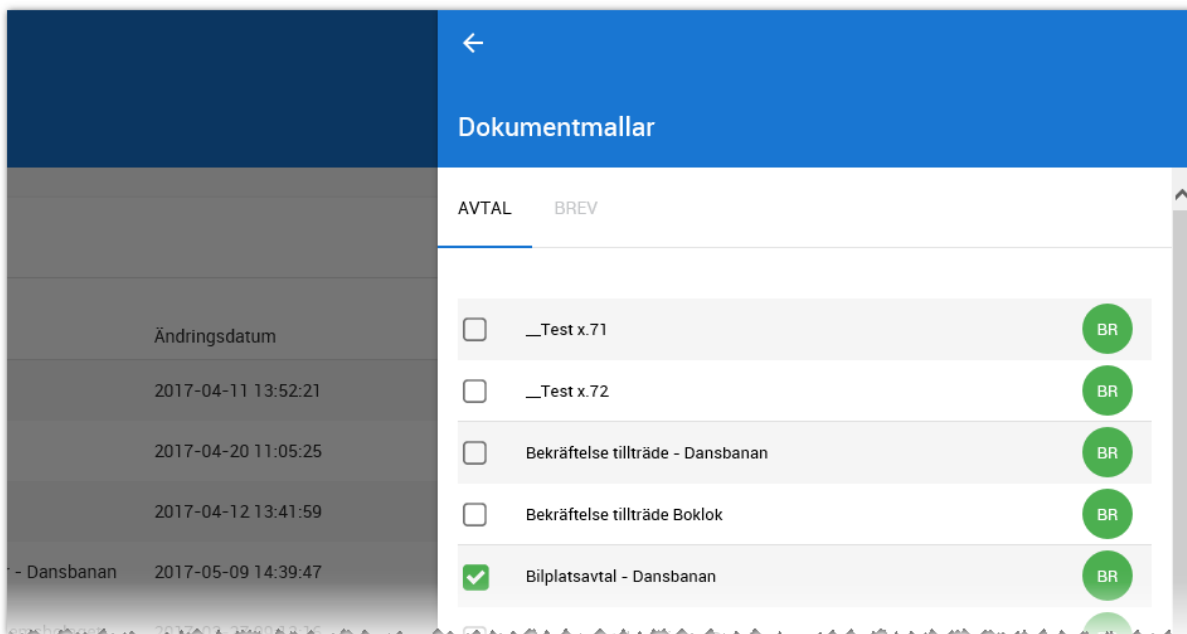 Dokumentmallar
AVTAL BREV
Ändringsdatum
2017-04-11 13:52:21
2017-04-20 11:05:25
2017-04-12 13:41:59
- Dansbanan 2017-05-09 14:39:47
__Test x.71 BR
__Test x.72 BR
Bekräftelse tillträde - Dansbanan BR
Bekräftelse tillträde Boklok BR
Bilplatsavtal - Dansbanan BR